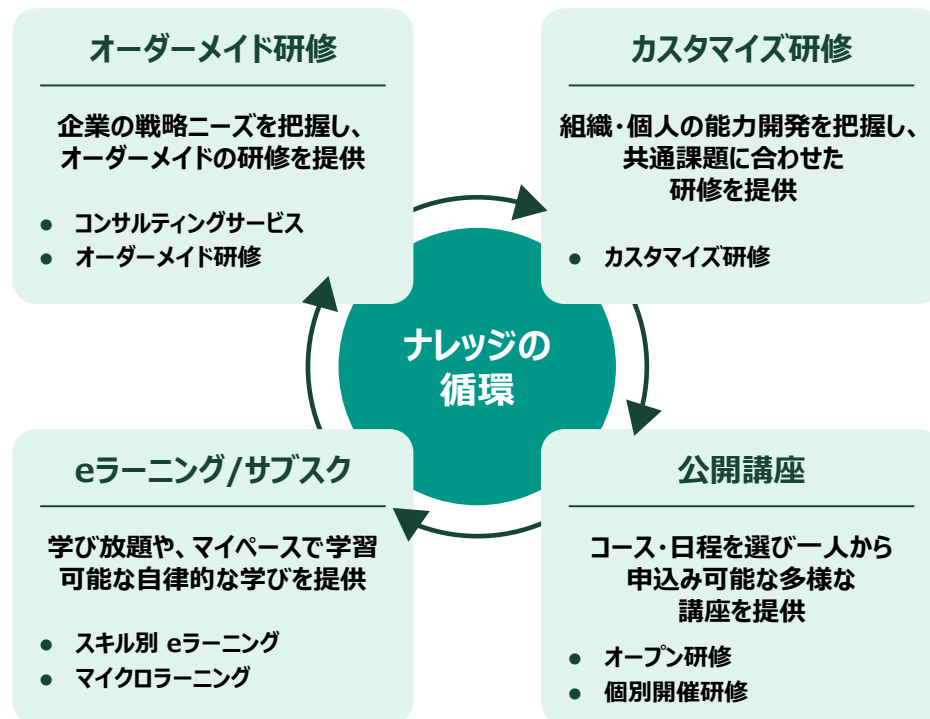 オーダーメイド研修
企業の戦略ニーズを把握し、
オーダーメイドの研修を提供
● コンサルティングサービス
● オーダーメイド研修
カスタマイズ研修
組織・個人の能力開発を把握し、
共通課題に合わせた
研修を提供
● カスタマイズ研修
ナレッジの
循環
eラーニング/サブスク
学び放題や、マイペースで学習
可能な自律的な学びを提供
● スキル別 eラーニング
● マイクロラーニング
公開講座
コース・日程を選び一人から
申込み可能な多様な
講座を提供
● オープン研修
● 個別開催研修